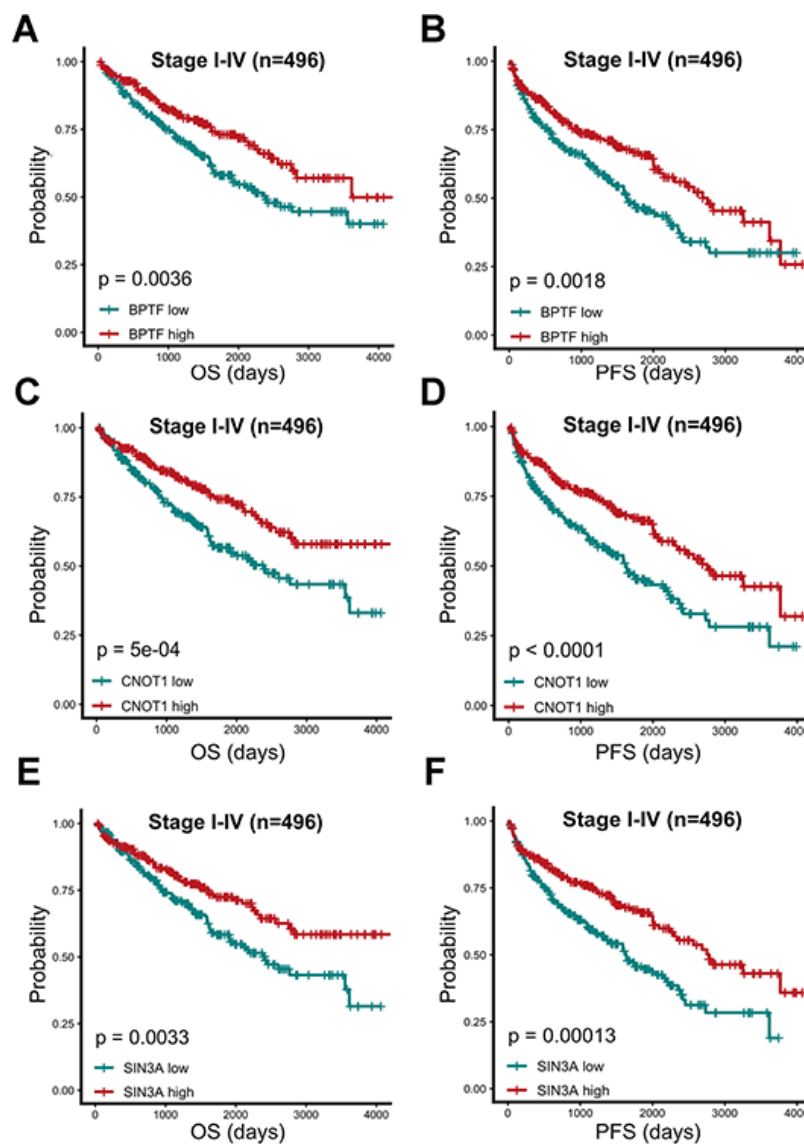 A
Stage I-IV (n=496)
1.00
0.75
0.50
0.25
0.00
Probability
p = 0.0036
BPTF low
BPTF high
0 1000 2000 3000 4000
OS (days)
B
Stage I-IV (n=496)
1.00
0.75
0.50
0.25
0.00
Probability
p = 0.0018
BPTF low
BPTF high
0 1000 2000 3000 4000
PFS (days)
C
Stage I-IV (n=496)
1.00
0.75
0.50
0.25
0.00
Probability
p = 5e-04
CNOT1 low
CNOT1 high
0 1000 2000 3000 4000
OS (days)
D
Stage I-IV (n=496)
1.00
0.75
0.50
0.25
0.00
Probability
p < 0.0001
CNOT1 low
CNOT1 high
0 1000 2000 3000 4000
PFS (days)
E
Stage I-IV (n=496)
1.00
0.75
0.50
0.25
0.00
Probability
p = 0.0033
SIN3A low
SIN3A high
0 1000 2000 3000 4000
OS (days)
F
Stage I-IV (n=496)
1.00
0.75
0.50
0.25
0.00
Probability
p = 0.00013
SIN3A low
SIN3A high
0 1000 2000 3000 4000
PFS (days)